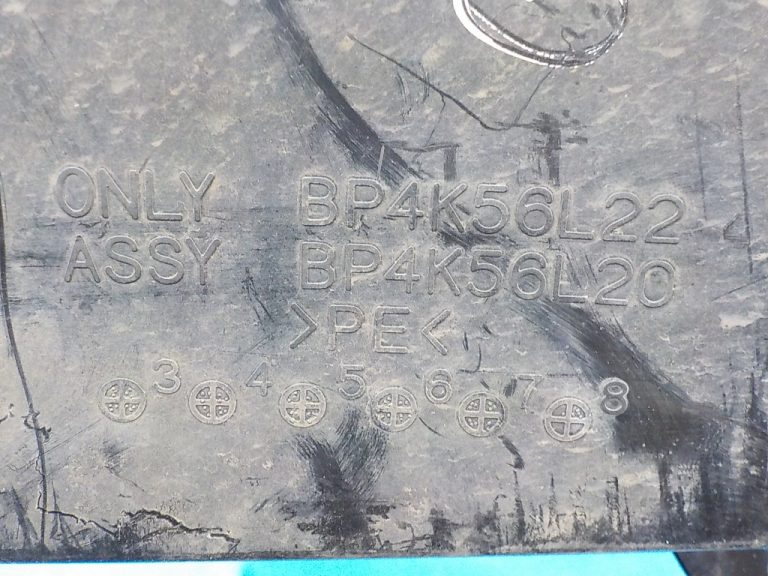 ONLY BP4K56L22
ASSY BP4K56L20
>PE<
3 4 5 6 7 8